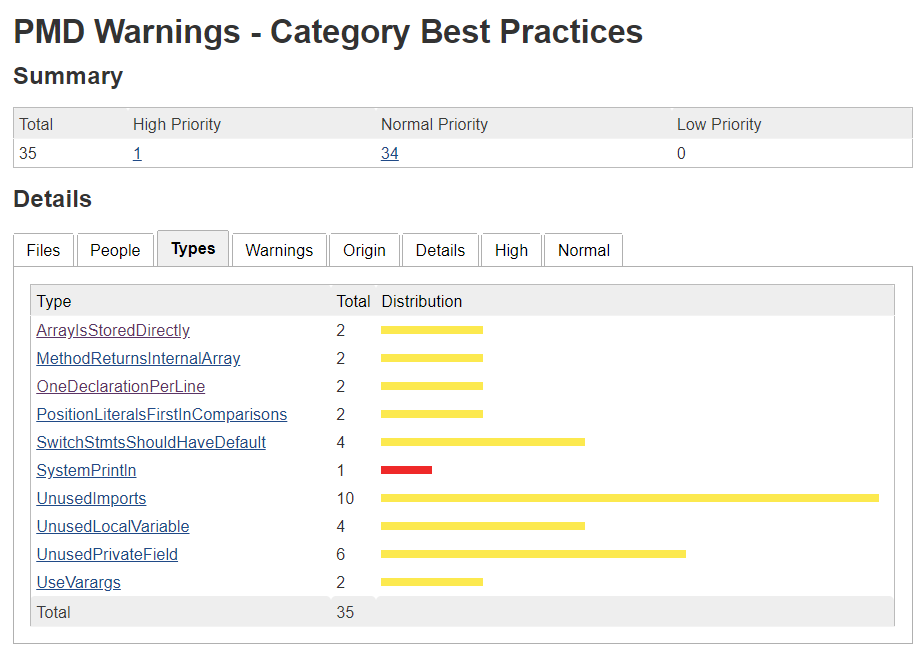 PMD Warnings - Category Best Practices
Summary
Total High Priority Normal Priority Low Priority
35 1 34 0
Details
Files People Types Warnings Origin Details High Normal
Type Total Distribution
ArrayIsStoredDirectly 2
MethodReturnsInternalArray 2
OneDeclarationPerLine 2
PositionLiteralsFirstInComparisons 2
SwitchStmtsShouldHaveDefault 4
SystemPrintln 1
UnusedImports 10
UnusedLocalVariable 4
UnusedPrivateField 6
UseVarargs 2
Total 35